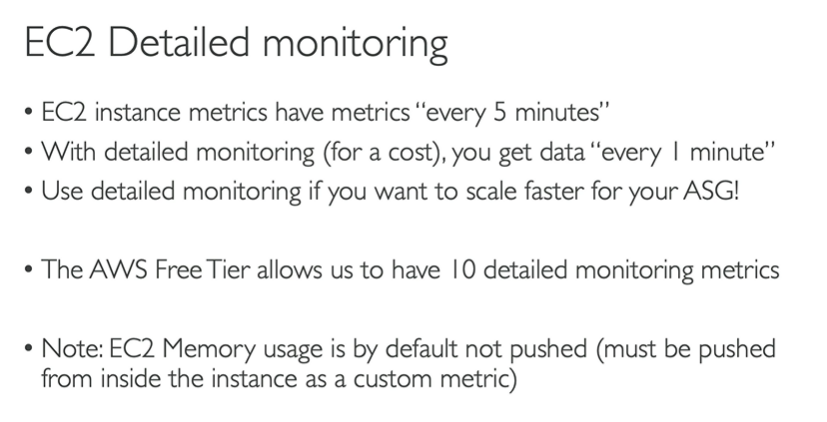 EC2 Detailed monitoring
• EC2 instance metrics have metrics “every 5 minutes”
• With detailed monitoring (for a cost), you get data “every 1 minute”
• Use detailed monitoring if you want to scale faster for your ASG!
• The AWS Free Tier allows us to have 10 detailed monitoring metrics
• Note: EC2 Memory usage is by default not pushed (must be pushed
from inside the instance as a custom metric)